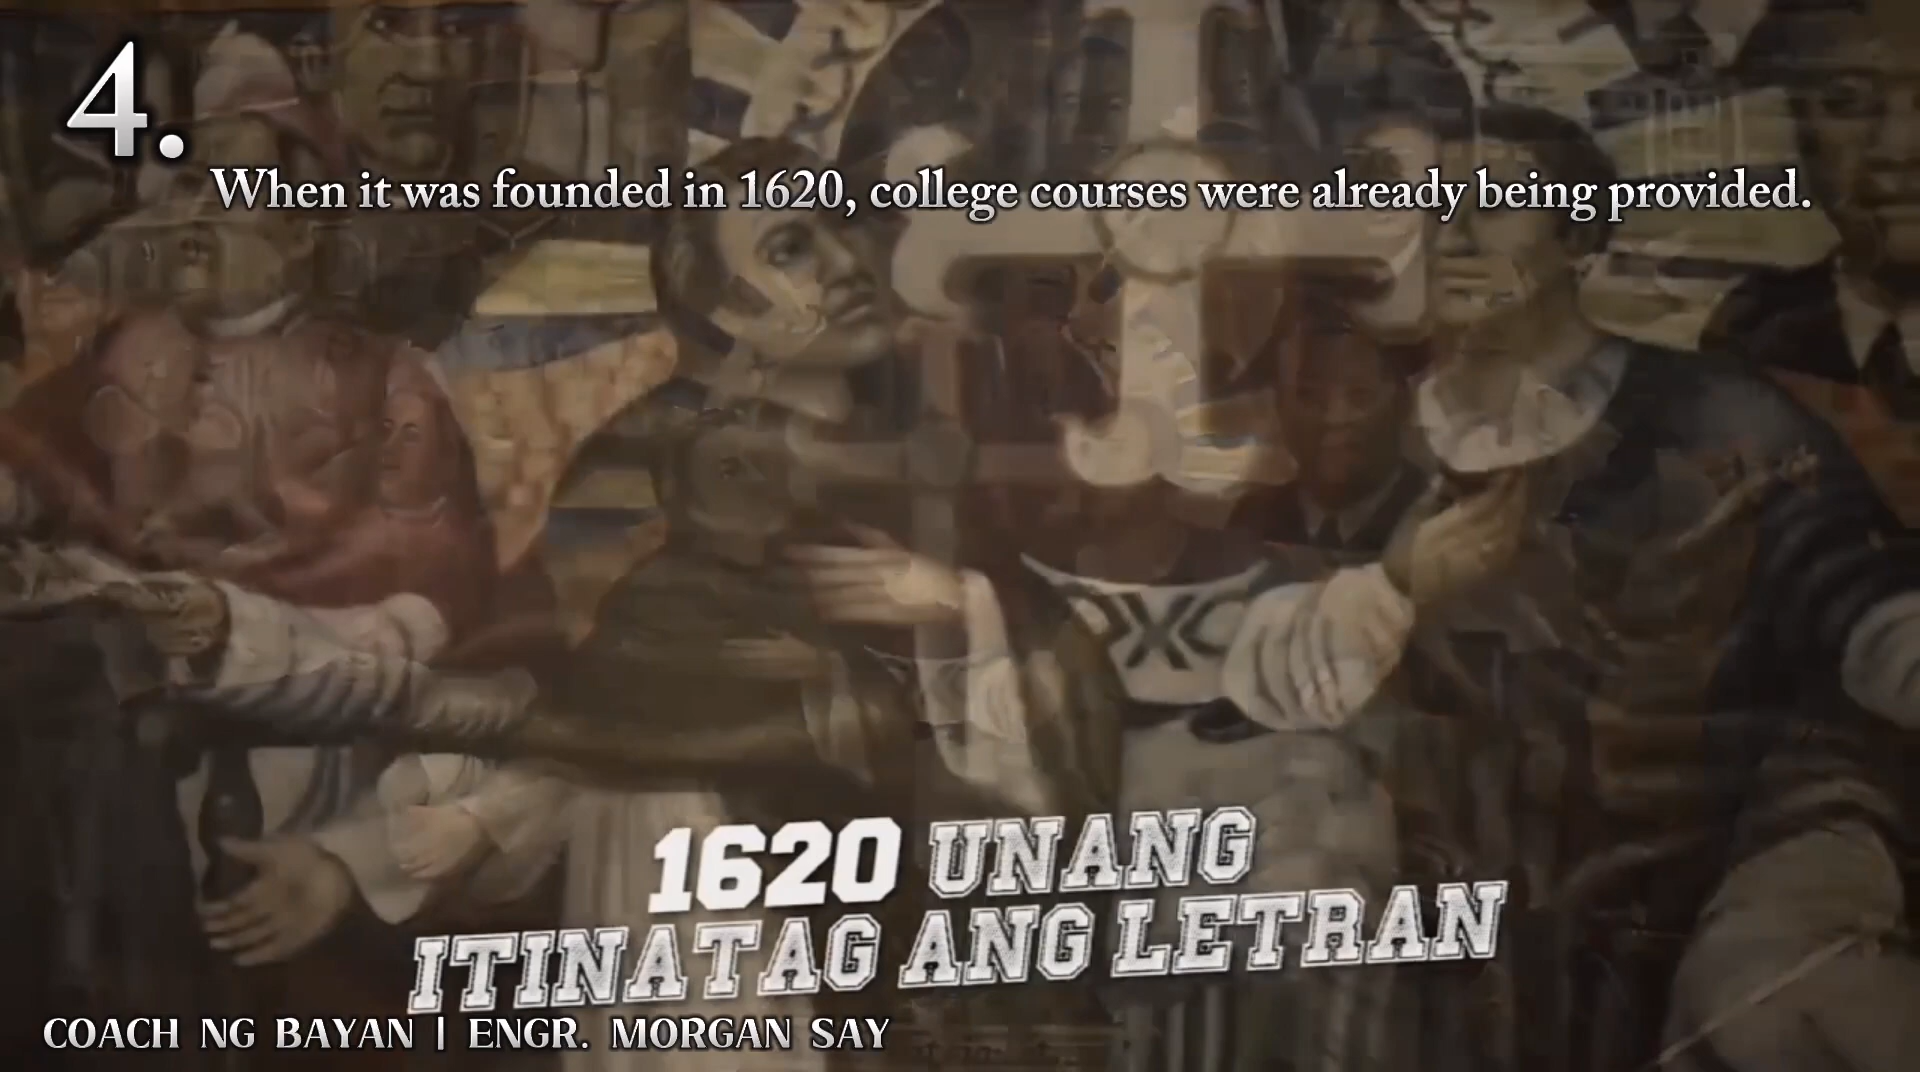 4.
When it was founded in 1620, college courses were already being provided.
1620 UNANG
ITINATAG ANG LETRAN
COACH NG BAYAN | ENGR. MORGAN SAY